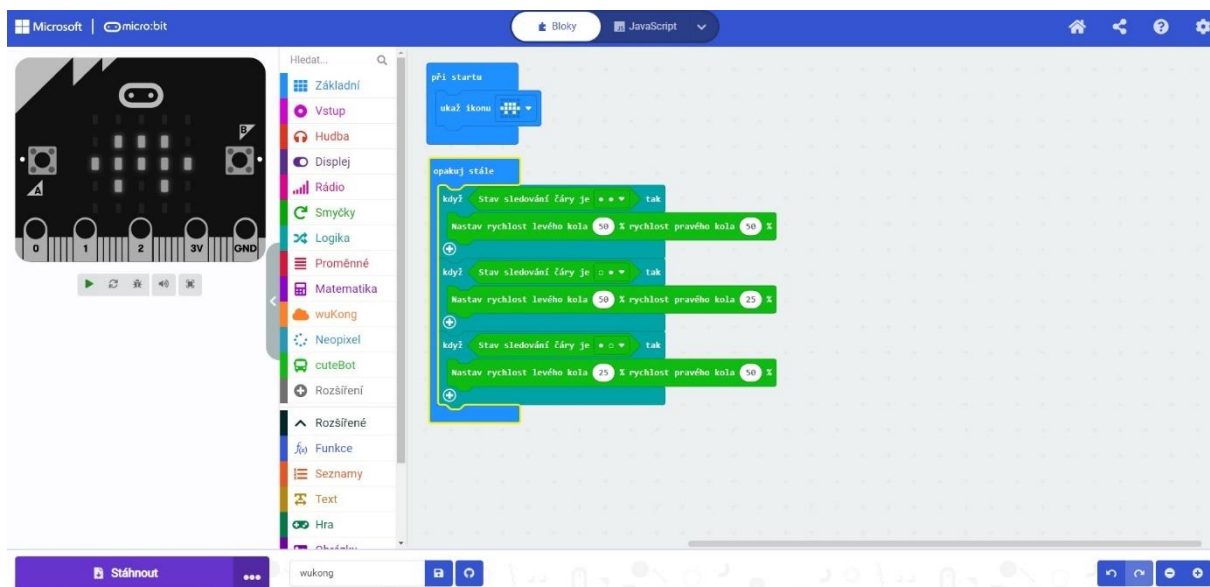 Microsoft micro:bit Bloky JavaScript
Hledat...
Základní
Vstup
Hudba
Displej
Rádio
Smyčky
Logika
Proměnné
Matematika
wuKong
Neopixel
cuteBot
Rozšíření
Rozšířené
Funkce
Seznamy
Text
Hra
A
B
0 1 2 3V GND
při startu
ukaž ikonu
opakuj stále
když Stav sledování čáry je tak
Nastav rychlost levého kola 50 % rychlost pravého kola 50 %
když Stav sledování čáry je tak
Nastav rychlost levého kola 50 % rychlost pravého kola 25 %
když Stav sledování čáry je tak
Nastav rychlost levého kola 25 % rychlost pravého kola 50 %
Stáhnout
wukong